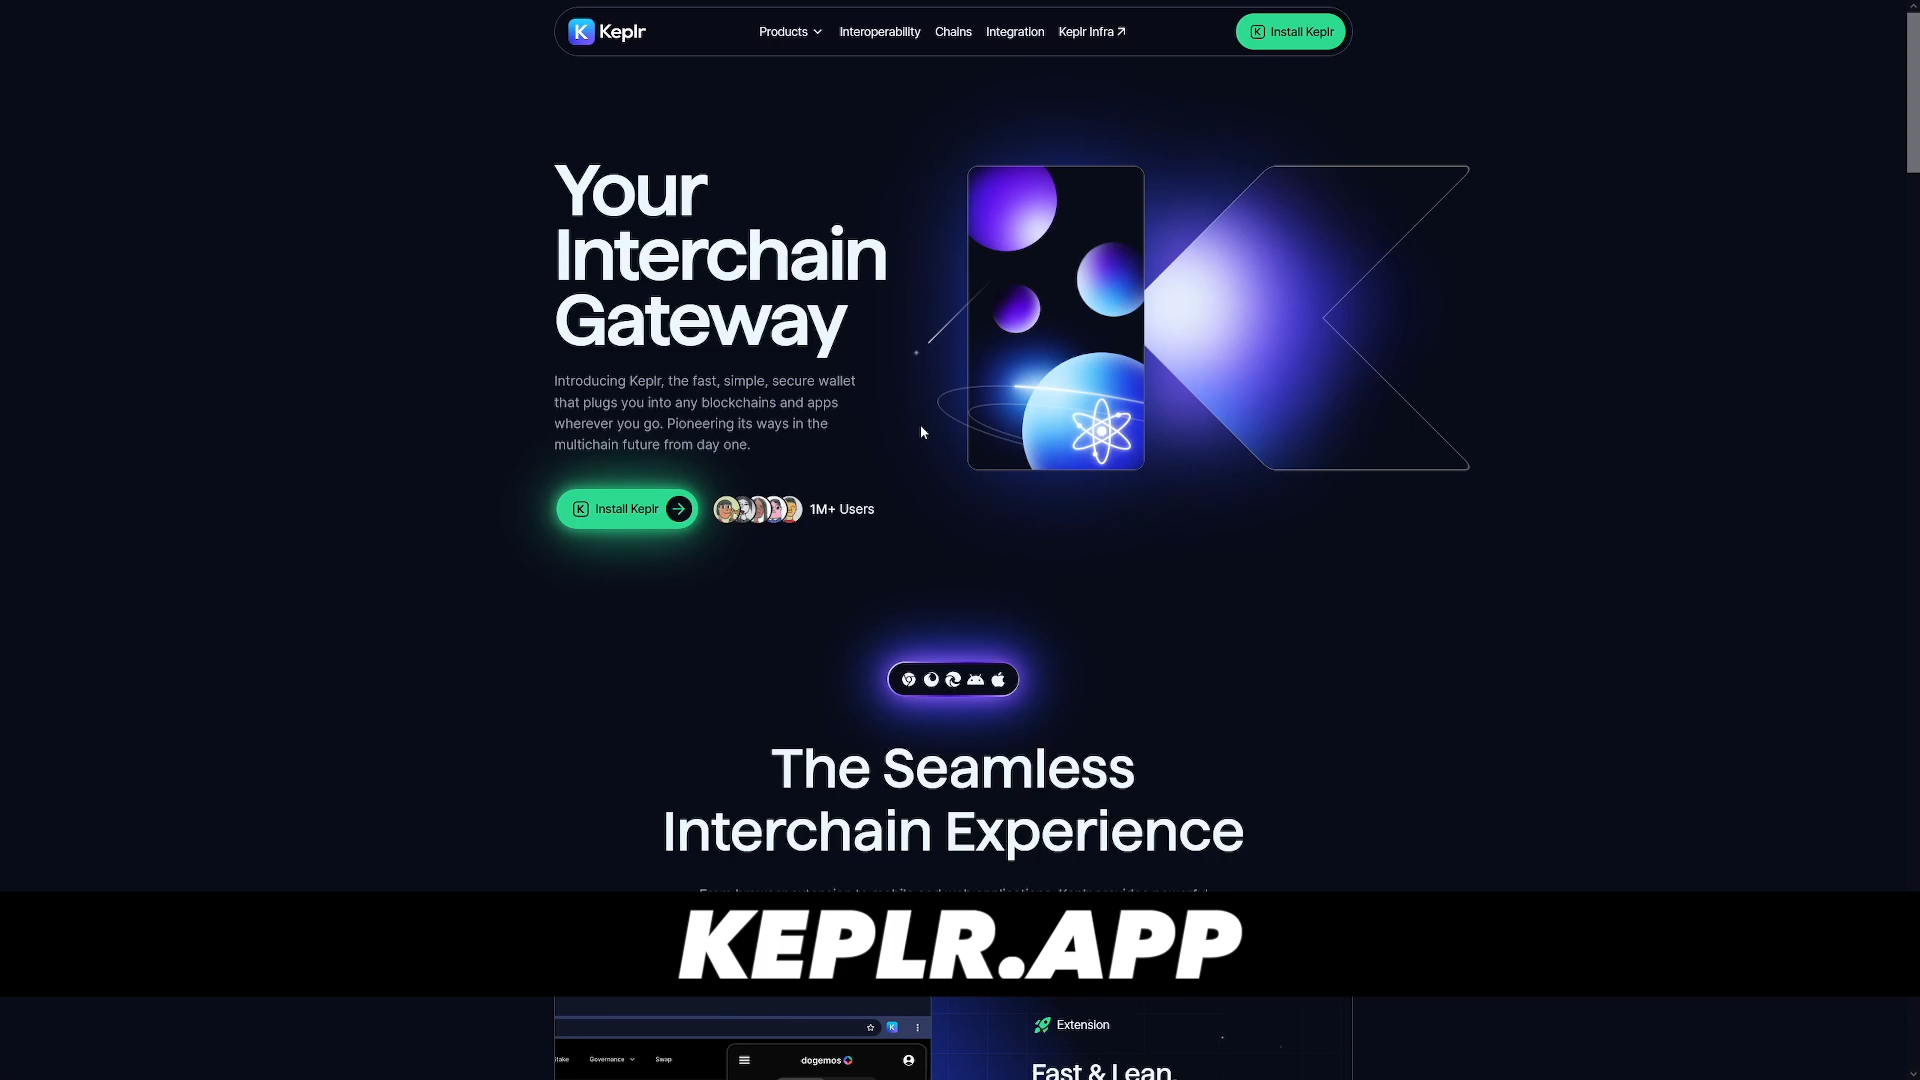 Keplr
Products
Interoperability
Chains
Integration
Keplr Infra
Install Keplr
Your
Interchain
Gateway
Introducing Keplr, the fast, simple, secure wallet
that plugs you into any blockchains and apps
wherever you go. Pioneering its ways in the
multichain future from day one.
Install Keplr
1M+ Users
The Seamless
Interchain Experience
KEPLR.APP
Extension
Governance
Swap
dogemos
Fast & Lean.